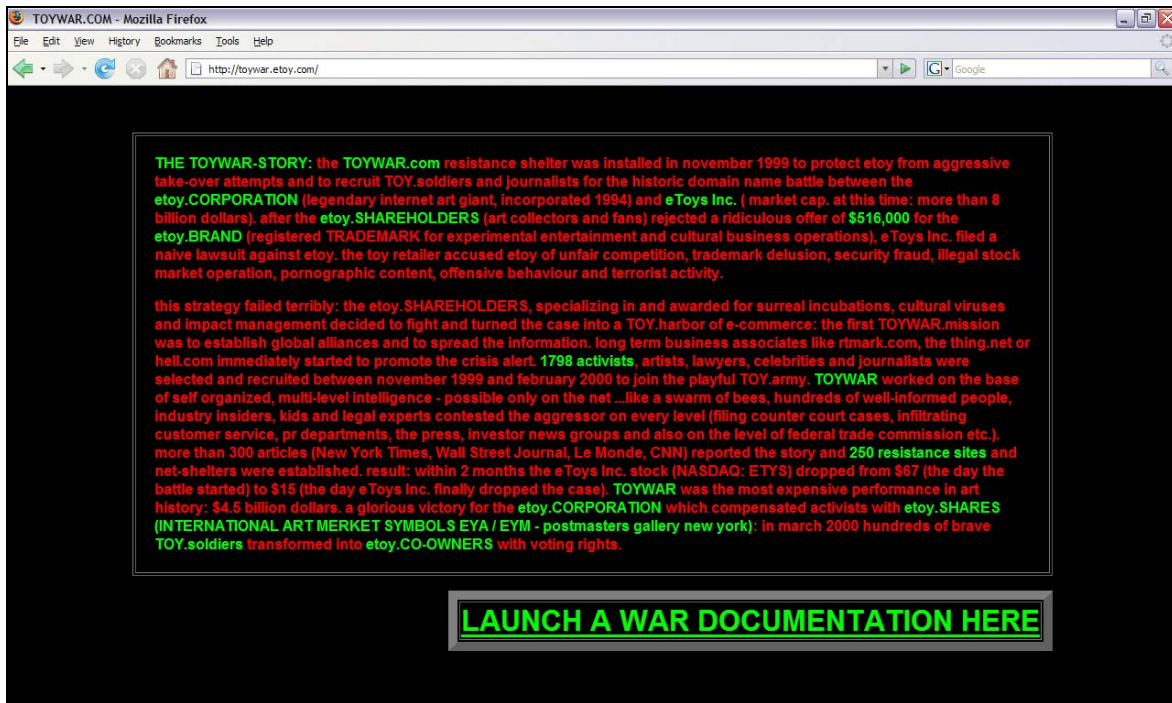 TOYWAR.COM - Mozilla Firefox
File Edit View History Bookmarks Tools Help
http://toywar.etoy.com/
G Google
THE TOYWAR-STORY: the TOYWAR.com resistance shelter was installed in november 1999 to protect etoy from aggressive
take-over attempts and to recruit TOY.soldiers and journalists for the historic domain name battle between the
etoy.CORPORATION (legendary internet art giant, incorporated 1994) and eToys Inc. ( market cap. at this time: more than 8
billion dollars). after the etoy.SHAREHOLDERS (art collectors and fans) rejected a ridiculous offer of $516,000 for the
etoy.BRAND (registered TRADEMARK for experimental entertainment and cultural business operations), eToys Inc. filed a
naive lawsuit against etoy. the toy retailer accused etoy of unfair competition, trademark delusion, security fraud, illegal stock
market operation, pornographic content, offensive behaviour and terrorist activity.
this strategy failed terribly: the etoy.SHAREHOLDERS, specializing in and awarded for surreal incubations, cultural viruses
and impact management decided to fight and turned the case into a TOY.harbor of e-commerce: the first TOYWAR.mission
was to establish global alliances and to spread the information. long term business associates like rtmark.com, the thing.net or
hell.com immediately started to promote the crisis alert. 1798 activists, artists, lawyers, celebrities and journalists were
selected and recruited between november 1999 and february 2000 to join the playful TOY.army. TOYWAR worked on the base
of self organized, multi-level intelligence - possible only on the net ...like a swarm of bees, hundreds of well-informed people,
industry insiders, kids and legal experts contested the aggressor on every level (filing counter court cases, infiltrating
customer service, pr departments, the press, investor news groups and also on the level of federal trade commission etc.).
more than 300 articles (New York Times, Wall Street Journal, Le Monde, CNN) reported the story and 250 resistance sites and
net-shelters were established. result: within 2 months the eToys Inc. stock (NASDAQ: ETYS) dropped from $67 (the day the
battle started) to $15 (the day eToys Inc. finally dropped the case). TOYWAR was the most expensive performance in art
history: $4.5 billion dollars. a glorious victory for the etoy.CORPORATION which compensated activists with etoy.SHARES
(INTERNATIONAL ART MERKET SYMBOLS EYA / EYM - postmasters gallery new york): in march 2000 hundreds of brave
TOY.soldiers transformed into etoy.CO-OWNERS with voting rights.
LAUNCH A WAR DOCUMENTATION HERE